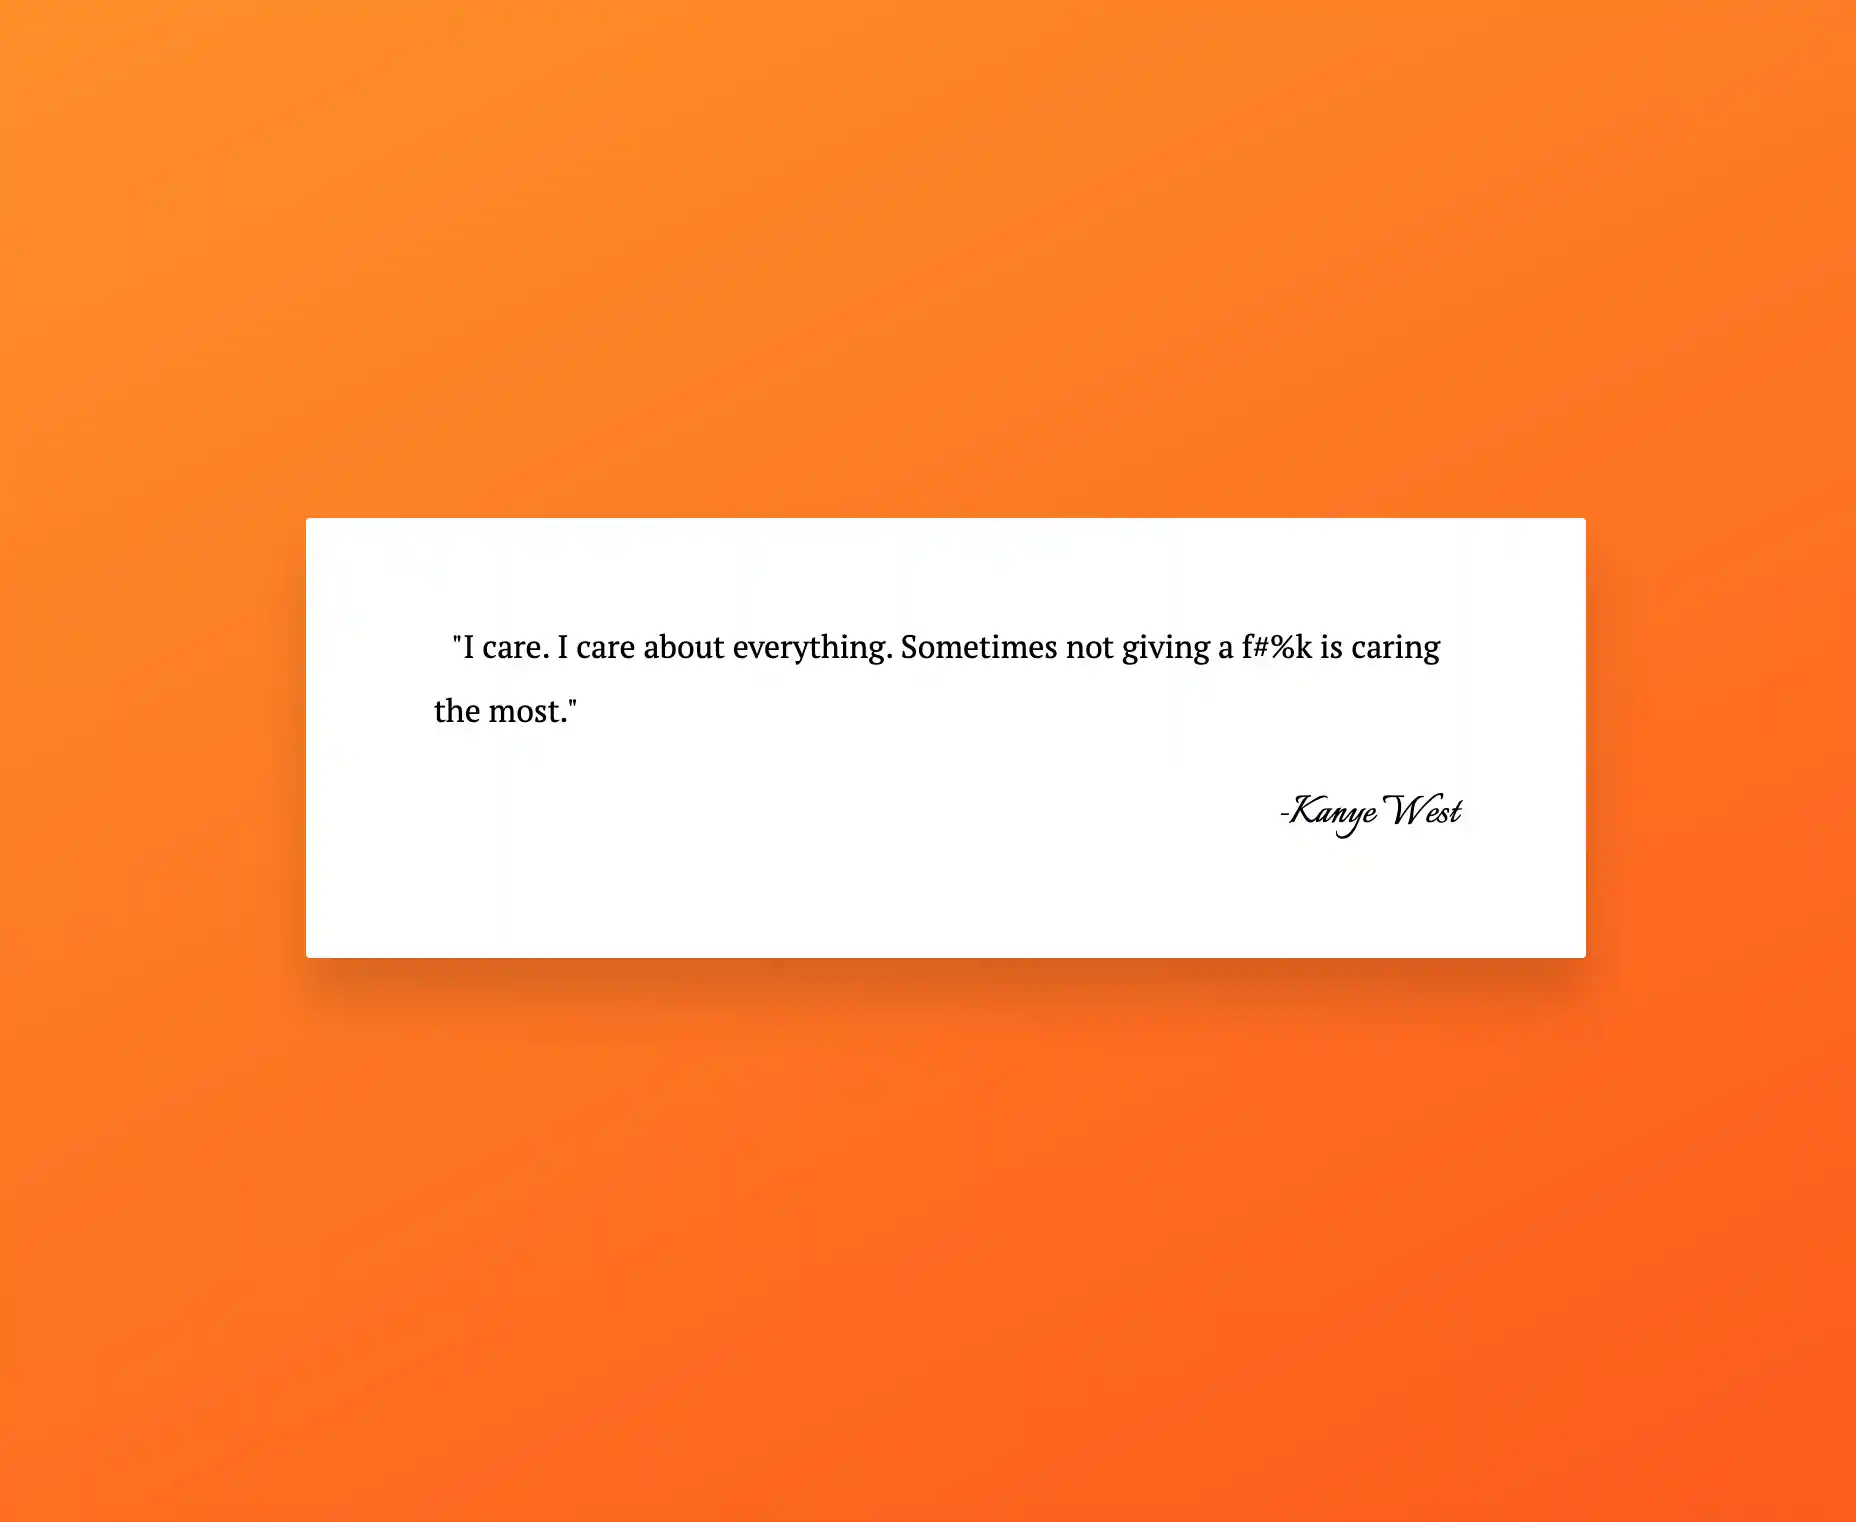 "I care. I care about everything. Sometimes not giving a f#%k is caring
the most."
-Kanye West